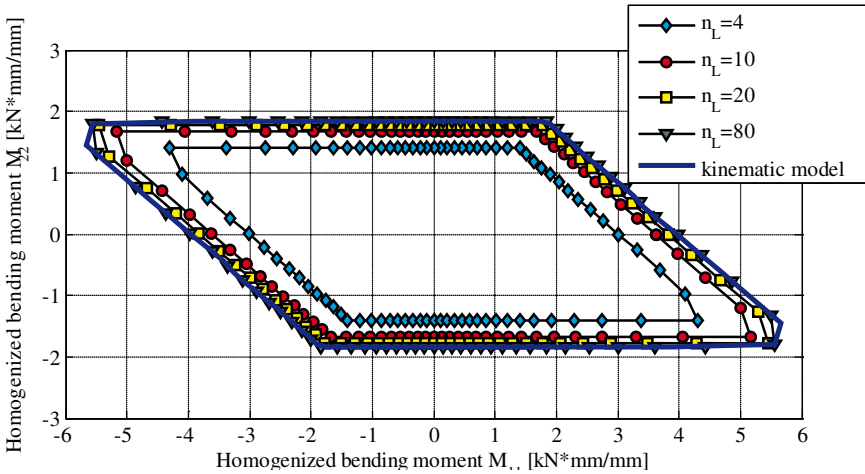 Homogenized bending moment M22 [kN*mm/mm]
3
2
1
0
-1
-2
-3
-6
-5
-4
-3
-2
-1
0
1
2
3
4
5
6
Homogenized bending moment M11 [kN*mm/mm]
nL=4
nL=10
nL=20
nL=80
kinematic model